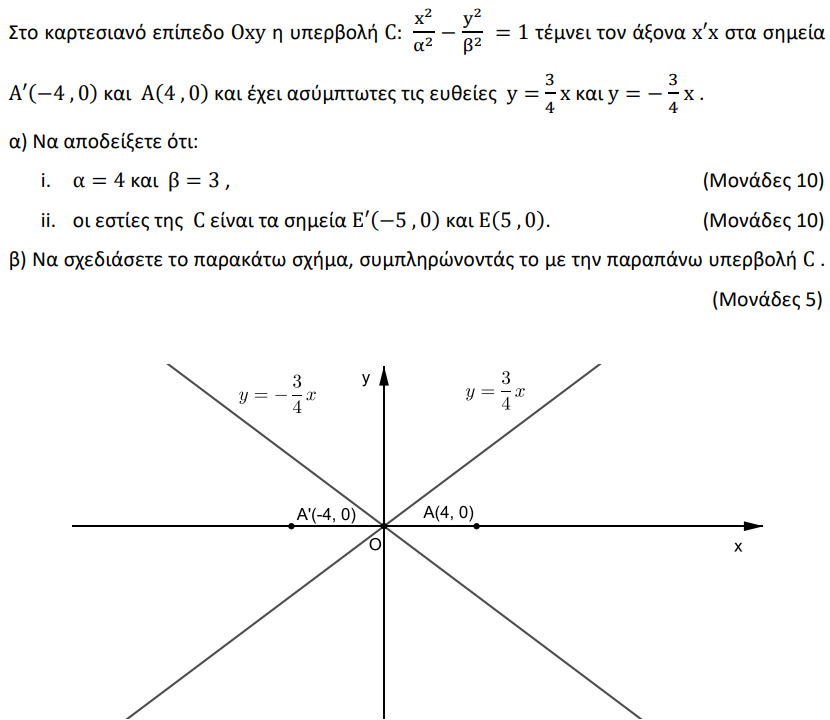 Στο καρτεσιανό επίπεδο Oxy η υπερβολή C: x²/α² − y²/β² = 1 τέμνει τον άξονα x′x στα σημεία
A′(−4 , 0) και A(4 , 0) και έχει ασύμπτωτες τις ευθείες y = 3/4 x και y = − 3/4 x .
α) Να αποδείξετε ότι:
i. α = 4 και β = 3 , (Μονάδες 10)
ii. οι εστίες της C είναι τα σημεία E′(−5 , 0) και E(5 , 0). (Μονάδες 10)
β) Να σχεδιάσετε το παρακάτω σχήμα, συμπληρώνοντάς το με την παραπάνω υπερβολή C .
(Μονάδες 5)
y = − 3/4 x y y = 3/4 x
A'(-4, 0) A(4, 0)
O x